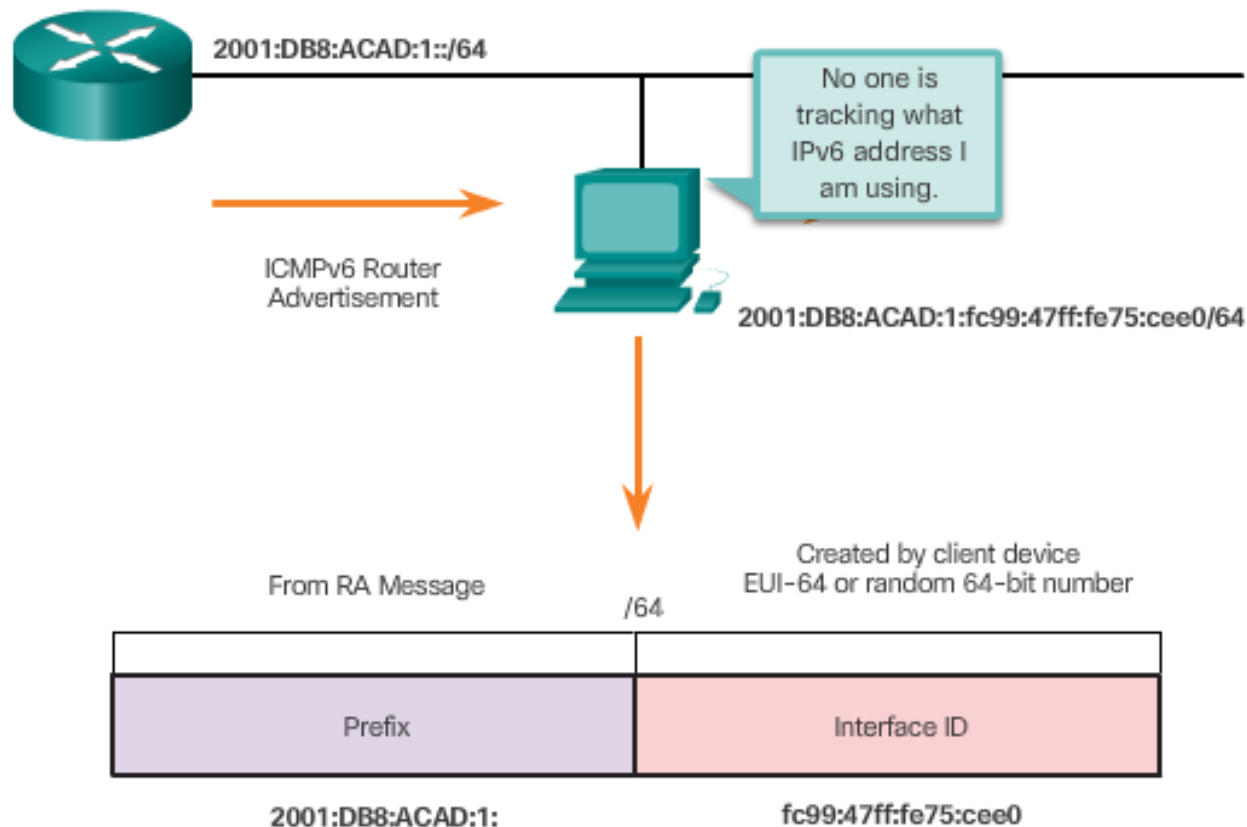 2001:DB8:ACAD:1::/64
No one is
tracking what
IPv6 address I
am using.
ICMPv6 Router
Advertisement
2001:DB8:ACAD:1:fc99:47ff:fe75:cee0/64
From RA Message
/64
Created by client device
EUI-64 or random 64-bit number
Prefix
Interface ID
2001:DB8:ACAD:1:
fc99:47ff:fe75:cee0